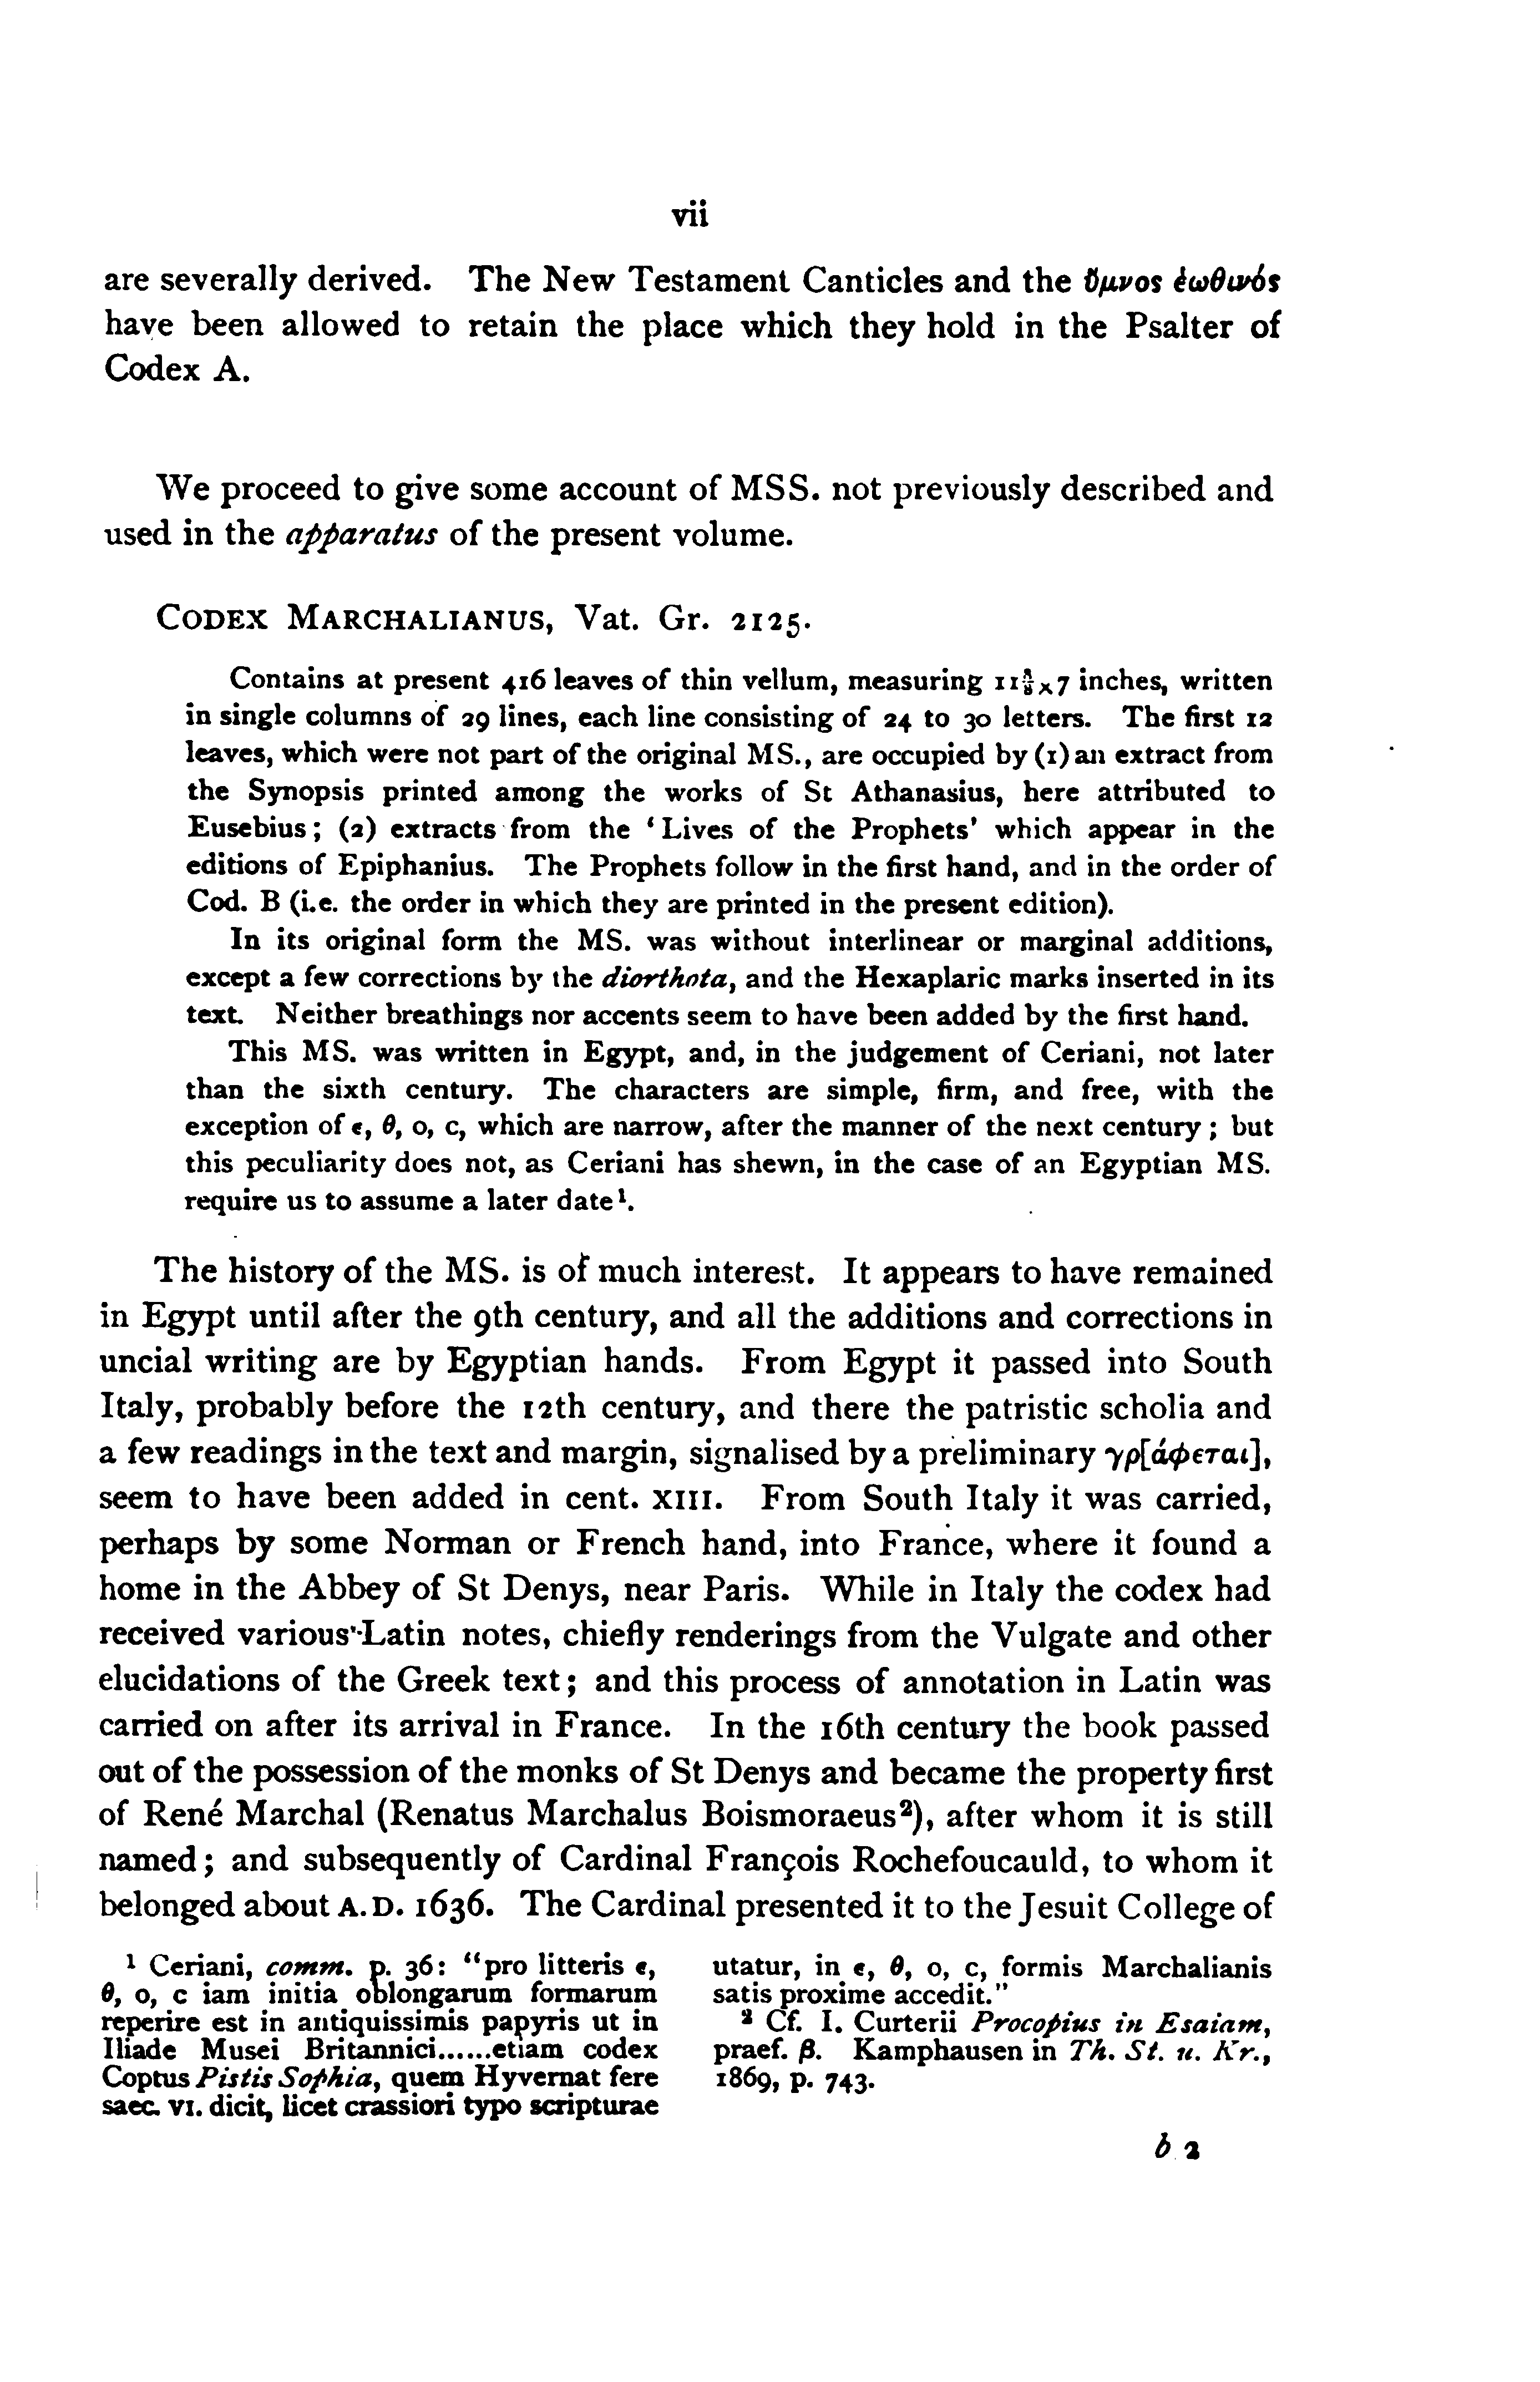 vii
are severally derived. The New Testament Canticles and the ὕμνος ἑωθινός
have been allowed to retain the place which they hold in the Psalter of
Codex A.
We proceed to give some account of MSS. not previously described and
used in the apparatus of the present volume.
CODEX MARCHALIANUS, Vat. Gr. 2125.
Contains at present 416 leaves of thin vellum, measuring 11⅝ × 7 inches, written
in single columns of 29 lines, each line consisting of 24 to 30 letters. The first 12
leaves, which were not part of the original MS., are occupied by (1) an extract from
the Synopsis printed among the works of St Athanasius, here attributed to
Eusebius; (2) extracts from the ‘Lives of the Prophets’ which appear in the
editions of Epiphanius. The Prophets follow in the first hand, and in the order of
Cod. B (i.e. the order in which they are printed in the present edition).
In its original form the MS. was without interlinear or marginal additions,
except a few corrections by the diorthota, and the Hexaplaric marks inserted in its
text. Neither breathings nor accents seem to have been added by the first hand.
This MS. was written in Egypt, and, in the judgement of Ceriani, not later
than the sixth century. The characters are simple, firm, and free, with the
exception of ε, θ, ο, c, which are narrow, after the manner of the next century; but
this peculiarity does not, as Ceriani has shewn, in the case of an Egyptian MS.
require us to assume a later date¹.
The history of the MS. is of much interest. It appears to have remained
in Egypt until after the 9th century, and all the additions and corrections in
uncial writing are by Egyptian hands. From Egypt it passed into South
Italy, probably before the 12th century, and there the patristic scholia and
a few readings in the text and margin, signalised by a preliminary γρ[άφεται],
seem to have been added in cent. XIII. From South Italy it was carried,
perhaps by some Norman or French hand, into France, where it found a
home in the Abbey of St Denys, near Paris. While in Italy the codex had
received various Latin notes, chiefly renderings from the Vulgate and other
elucidations of the Greek text; and this process of annotation in Latin was
carried on after its arrival in France. In the 16th century the book passed
out of the possession of the monks of St Denys and became the property first
of René Marchal (Renatus Marchalus Boismoraeus²), after whom it is still
named; and subsequently of Cardinal François Rochefoucauld, to whom it
belonged about A.D. 1636. The Cardinal presented it to the Jesuit College of
¹ Ceriani, comm. p. 36: “pro litteris ε,
θ, ο, c iam initia oblongarum formarum
reperire est in antiquissimis papyris ut in
Iliade Musei Britannici......etiam codex
Coptus Pistis Sophia, quem Hyvernat fere
saec. VI. dicit, licet crassiori typo scripturae
utatur, in ε, θ, ο, c, formis Marchalianis
satis proxime accedit.”
² Cf. I. Curterii Procopius in Esaiam,
praef. β. Kamphausen in Th. St. u. Kr.,
1869, p. 743.
b 2